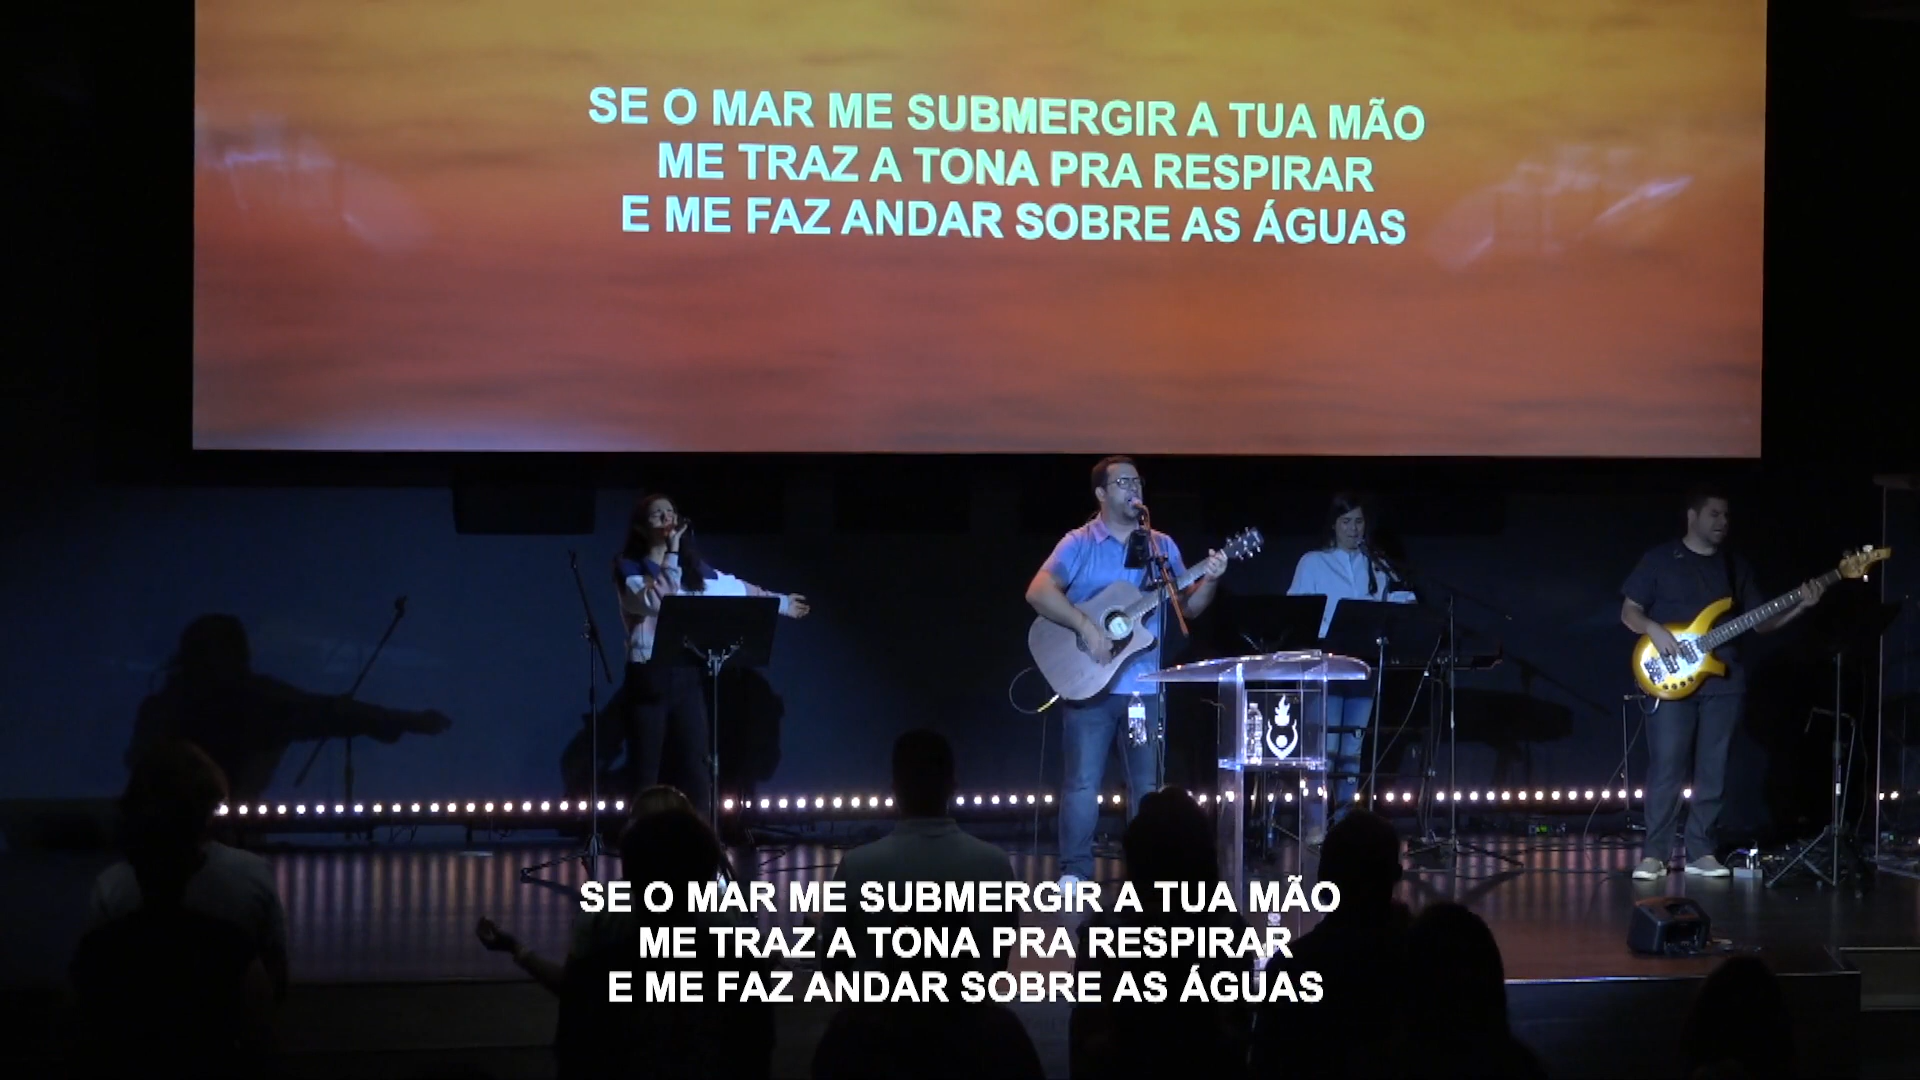 SE O MAR ME SUBMERGIR A TUA MÃO
ME TRAZ A TONA PRA RESPIRAR
E ME FAZ ANDAR SOBRE AS ÁGUAS
SE O MAR ME SUBMERGIR A TUA MÃO
ME TRAZ A TONA PRA RESPIRAR
E ME FAZ ANDAR SOBRE AS ÁGUAS